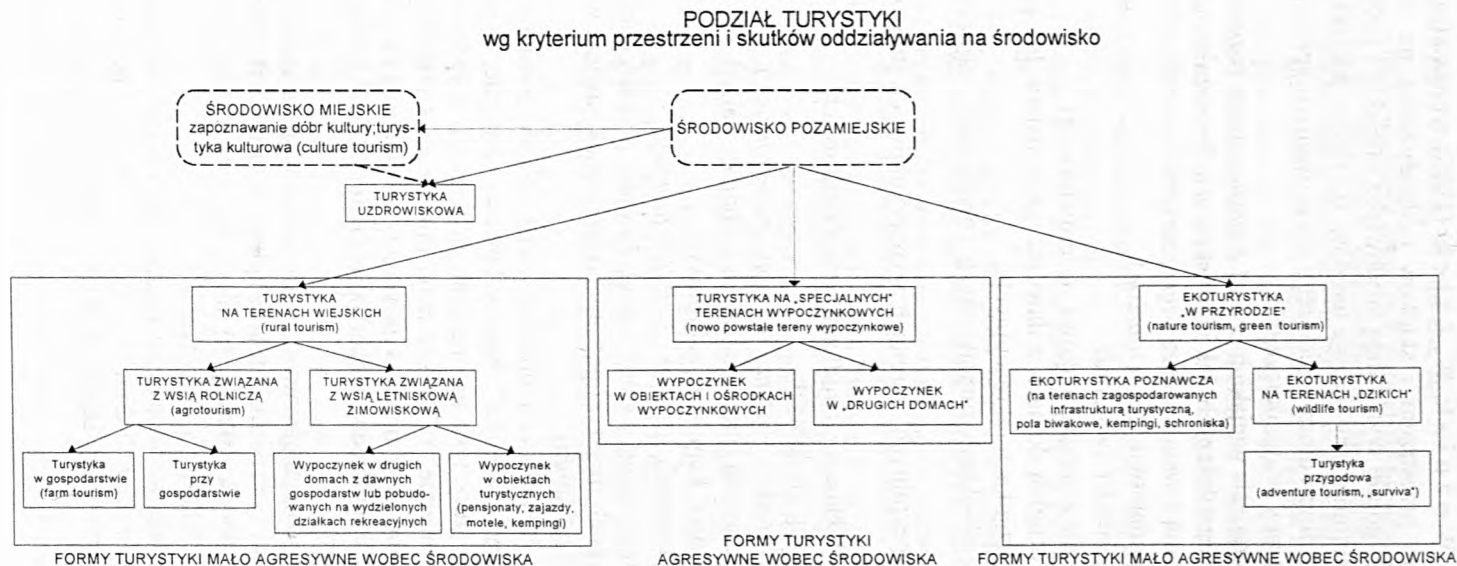 PODZIAŁ TURYSTYKI
wg kryterium przestrzeni i skutków oddziaływania na środowisko
ŚRODOWISKO MIEJSKIE
zapoznawanie dóbr kultury;turys-
tyka kulturowa (culture tourism)
ŚRODOWISKO POZAMIEJSKIE
TURYSTYKA
UZDROWISKOWA
TURYSTYKA
NA TERENACH WIEJSKICH
(rural tourism)
TURYSTYKA ZWIĄZANA
Z WSIĄ ROLNICZĄ
(agrotourism)
TURYSTYKA ZWIĄZANA
Z WSIĄ LETNISKOWĄ
ZIMOWISKOWĄ
Turystyka
w gospodarstwie
(farm tourism)
Turystyka
przy
gospodarstwie
Wypoczynek w drugich
domach z dawnych
gospodarstw lub pobudo-
wanych na wydzielonych
działkach rekreacyjnych
Wypoczynek
w obiektach
turystycznych
(pensjonaty, zajazdy,
motele, kempingi)
FORMY TURYSTYKI MAŁO AGRESYWNE WOBEC ŚRODOWISKA
TURYSTYKA NA „SPECJALNYCH"
TERENACH WYPOCZYNKOWYCH
(nowo powstałe tereny wypoczynkowe)
WYPOCZYNEK
W OBIEKTACH I OŚRODKACH
WYPOCZYNKOWYCH
WYPOCZYNEK
W „DRUGICH DOMACH"
FORMY TURYSTYKI
AGRESYWNE WOBEC ŚRODOWISKA
EKOTURYSTYKA
„W PRZYRODZIE"
(nature tourism, green tourism)
EKOTURYSTYKA POZNAWCZA
(na terenach zagospodarowanych
infrastrukturą turystyczną,
pola biwakowe, kempingi, schroniska)
EKOTURYSTYKA
NA TERENACH „DZIKICH"
(wildlife tourism)
Turystyka
przygodowa
(adventure tourism, „surviva")
FORMY TURYSTYKI MAŁO AGRESYWNE WOBEC ŚRODOWISKA